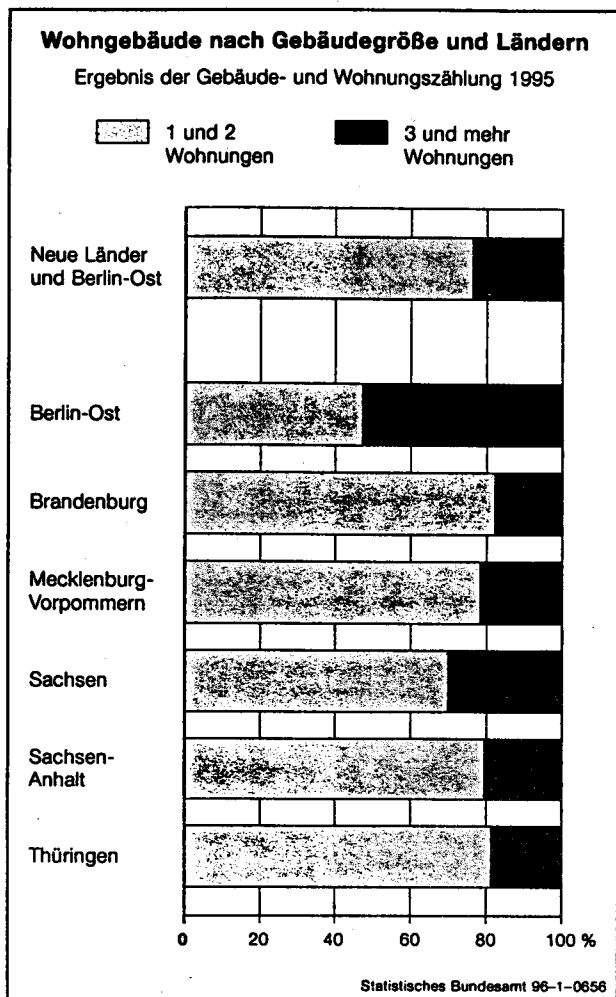 Wohngebäude nach Gebäudegröße und Ländern
Ergebnis der Gebäude- und Wohnungszählung 1995
1 und 2
Wohnungen
3 und mehr
Wohnungen
Neue Länder
und Berlin-Ost
Berlin-Ost
Brandenburg
Mecklenburg-
Vorpommern
Sachsen
Sachsen-
Anhalt
Thüringen
0 20 40 60 80 100 %
Statistisches Bundesamt 96-1-0656